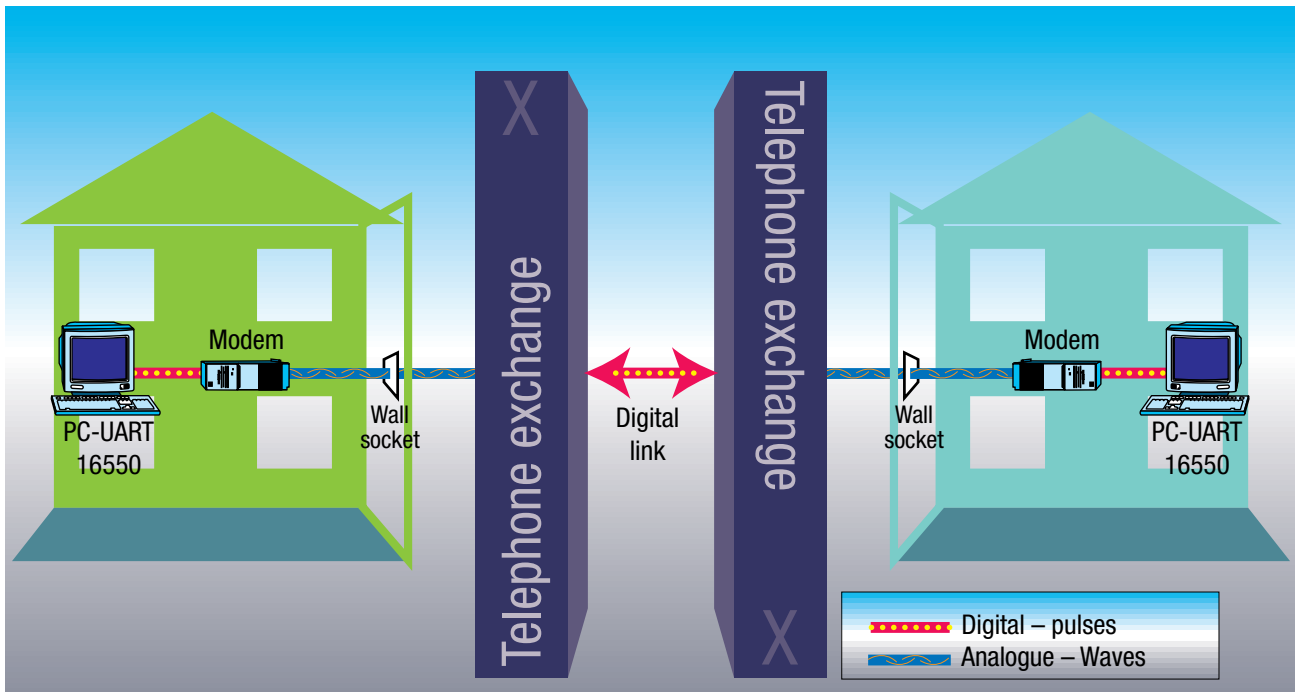 X
Telephone exchange
Telephone exchange
X
Modem
Wall
socket
PC-UART
16550
Digital
link
Modem
Wall
socket
PC-UART
16550
Digital – pulses
Analogue – Waves